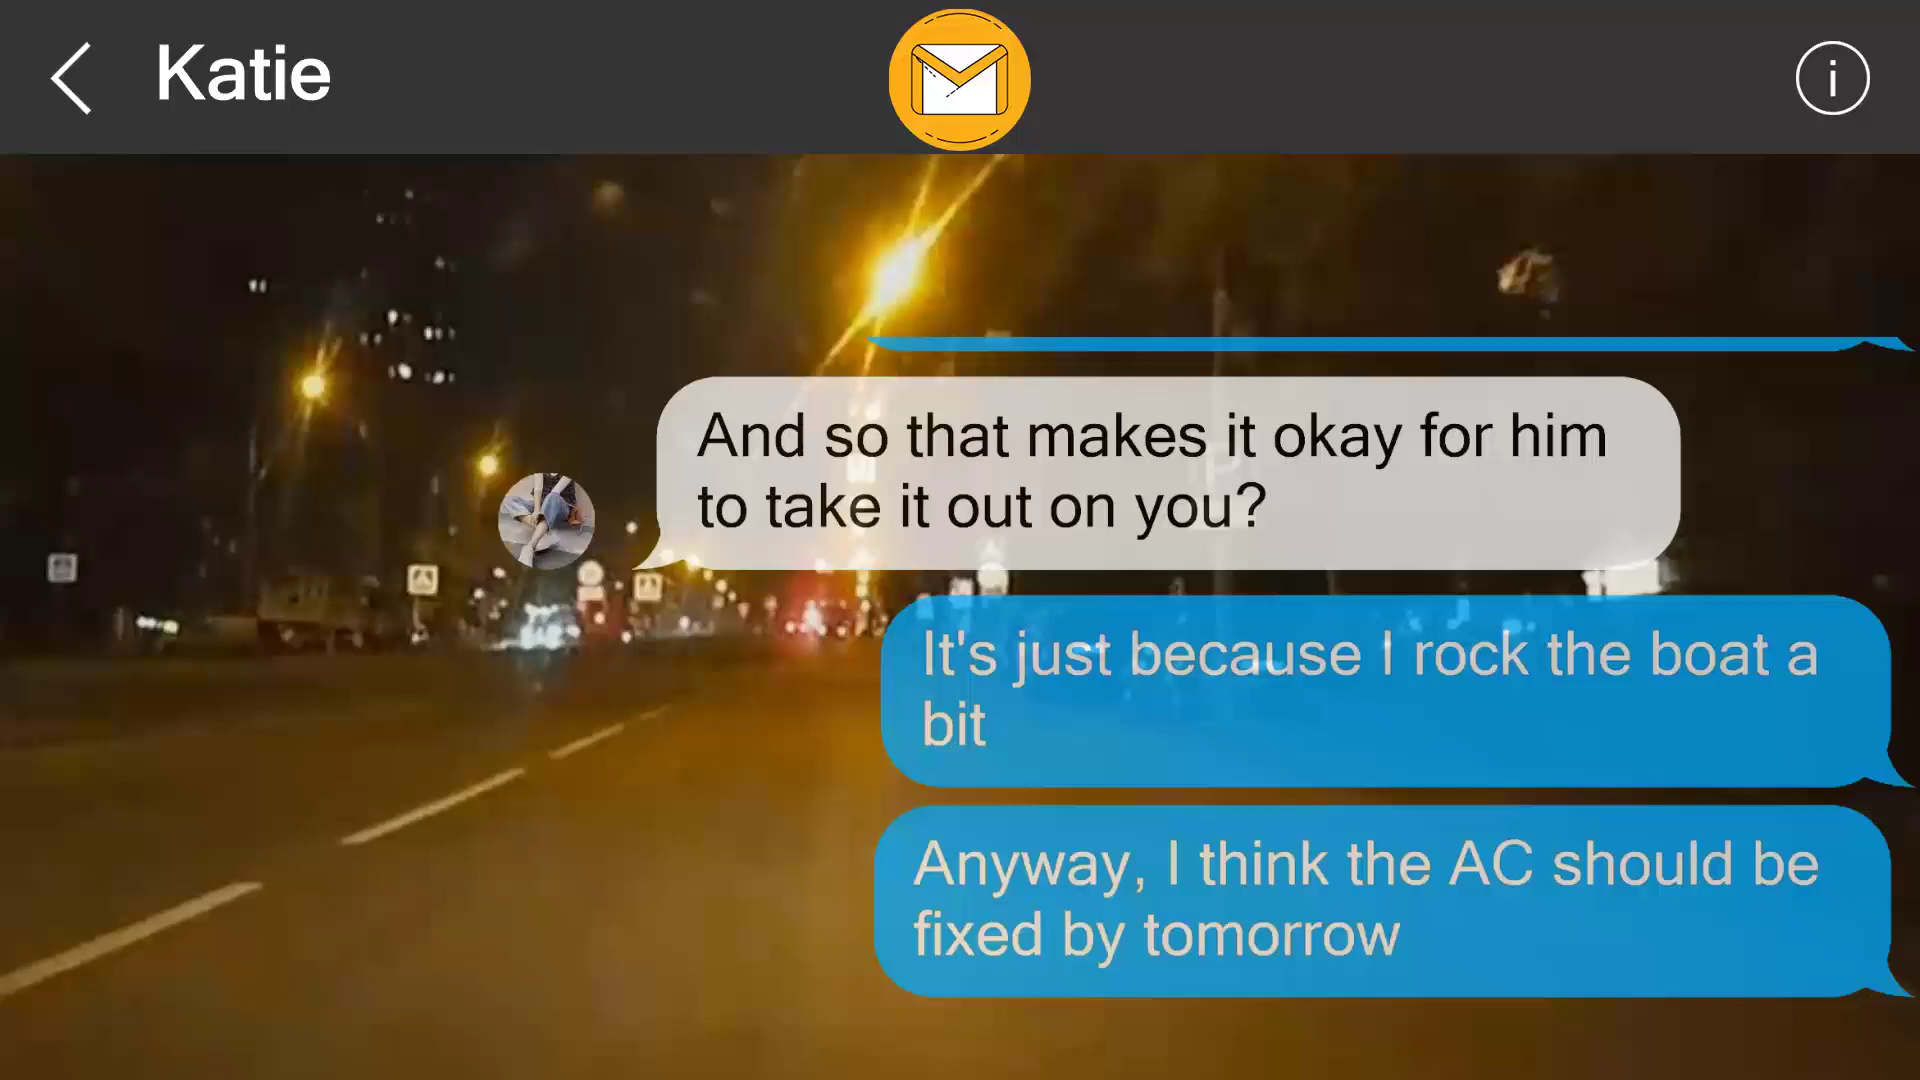 Katie
And so that makes it okay for him
to take it out on you?
It's just because I rock the boat a
bit
Anyway, I think the AC should be
fixed by tomorrow